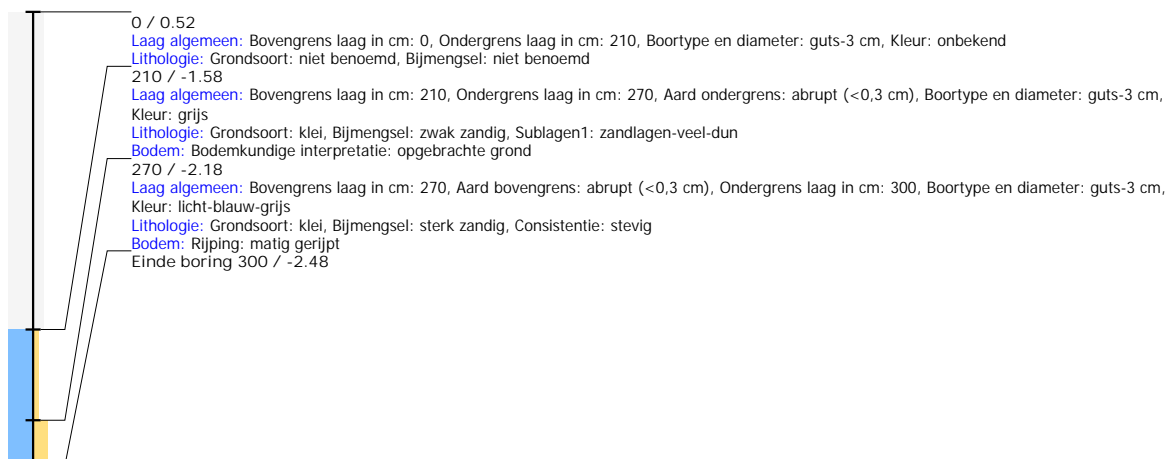 0 / 0.52
Laag algemeen: Bovengrens laag in cm: 0, Ondergrens laag in cm: 210, Boortype en diameter: guts-3 cm, Kleur: onbekend
Lithologie: Grondsoort: niet benoemd, Bijmengsel: niet benoemd
210 / -1.58
Laag algemeen: Bovengrens laag in cm: 210, Ondergrens laag in cm: 270, Aard ondergrens: abrupt (<0,3 cm), Boortype en diameter: guts-3 cm,
Kleur: grijs
Lithologie: Grondsoort: klei, Bijmengsel: zwak zandig, Sublagen1: zandlagen-veel-dun
Bodem: Bodemkundige interpretatie: opgebrachte grond
270 / -2.18
Laag algemeen: Bovengrens laag in cm: 270, Aard bovengrens: abrupt (<0,3 cm), Ondergrens laag in cm: 300, Boortype en diameter: guts-3 cm,
Kleur: licht-blauw-grijs
Lithologie: Grondsoort: klei, Bijmengsel: sterk zandig, Consistentie: stevig
Bodem: Rijping: matig gerijpt
Einde boring 300 / -2.48